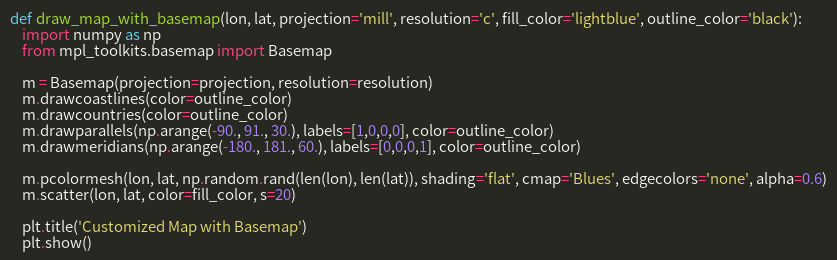 def draw_map_with_basemap(lon, lat, projection='mill', resolution='c', fill_color='lightblue', outline_color='black'):
import numpy as np
from mpl_toolkits.basemap import Basemap
m = Basemap(projection=projection, resolution=resolution)
m.drawcoastlines(color=outline_color)
m.drawcountries(color=outline_color)
m.drawparallels(np.arange(-90., 91., 30.), labels=[1,0,0,0], color=outline_color)
m.drawmeridians(np.arange(-180., 181., 60.), labels=[0,0,0,1], color=outline_color)
m.pcolormesh(lon, lat, np.random.rand(len(lon), len(lat)), shading='flat', cmap='Blues', edgecolors='none', alpha=0.6)
m.scatter(lon, lat, color=fill_color, s=20)
plt.title('Customized Map with Basemap')
plt.show()